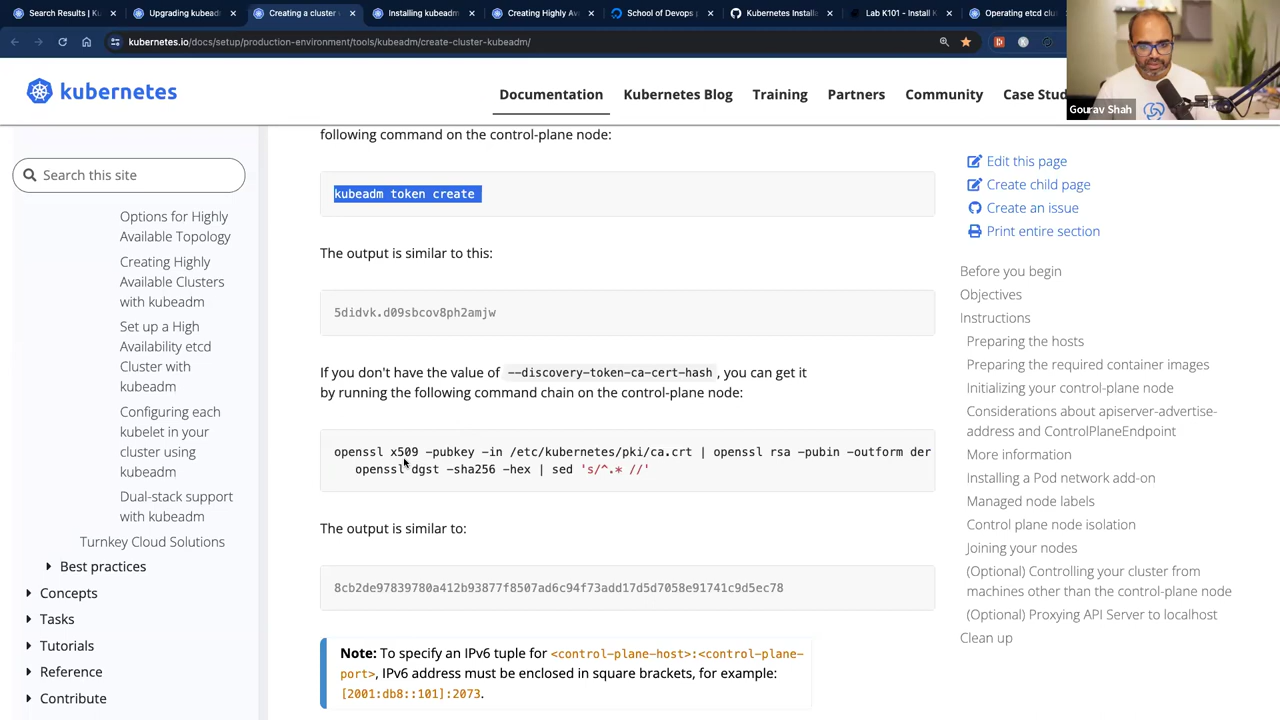 Search Results | Kub
Upgrading kubeadm
Creating a cluster w
Installing kubeadm
Creating Highly Ava
School of Devops
Kubernetes Installa
Lab K101 - Install K
Operating etcd clu
kubernetes.io/docs/setup/production-environment/tools/kubeadm/create-cluster-kubeadm/
Gourav Shah
kubernetes
Documentation
Kubernetes Blog
Training
Partners
Community
Case Stud
Search this site
Options for Highly
Available Topology
Creating Highly
Available Clusters
with kubeadm
Set up a High
Availability etcd
Cluster with
kubeadm
Configuring each
kubelet in your
cluster using
kubeadm
Dual-stack support
with kubeadm
Turnkey Cloud Solutions
Best practices
Concepts
Tasks
Tutorials
Reference
Contribute
following command on the control-plane node:
kubeadm token create
The output is similar to this:
5didvk.d09sbcov8ph2amjw
If you don't have the value of --discovery-token-ca-cert-hash, you can get it
by running the following command chain on the control-plane node:
openssl x509 -pubkey -in /etc/kubernetes/pki/ca.crt | openssl rsa -pubin -outform der
openssl dgst -sha256 -hex | sed 's/^.* //'
The output is similar to:
8cb2de97839780a412b93877f8507ad6c94f73add17d5d7058e91741c9d5ec78
Note: To specify an IPv6 tuple for <control-plane-host>:<control-plane-
port>, IPv6 address must be enclosed in square brackets, for example:
[2001:db8::101]:2073.
Edit this page
Create child page
Create an issue
Print entire section
Before you begin
Objectives
Instructions
Preparing the hosts
Preparing the required container images
Initializing your control-plane node
Considerations about apiserver-advertise-
address and ControlPlaneEndpoint
More information
Installing a Pod network add-on
Managed node labels
Control plane node isolation
Joining your nodes
(Optional) Controlling your cluster from
machines other than the control-plane node
(Optional) Proxying API Server to localhost
Clean up